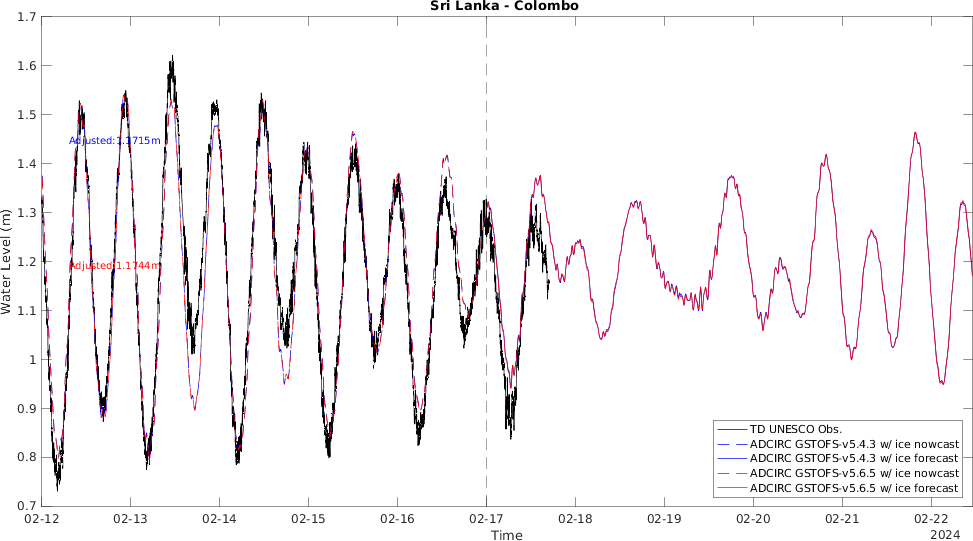 Sri Lanka - Colombo
1.7
1.6
1.5
1.4
1.3
1.2
1.1
1
0.9
0.8
0.7
Water Level (m)
Adjusted:1.1715m
Adjusted:1.1744m
TD UNESCO Obs.
ADCIRC GSTOFS-v5.4.3 w/ ice nowcast
ADCIRC GSTOFS-v5.4.3 w/ ice forecast
ADCIRC GSTOFS-v5.6.5 w/ ice nowcast
ADCIRC GSTOFS-v5.6.5 w/ ice forecast
02-12 02-13 02-14 02-15 02-16 02-17 02-18 02-19 02-20 02-21 02-22
Time
2024